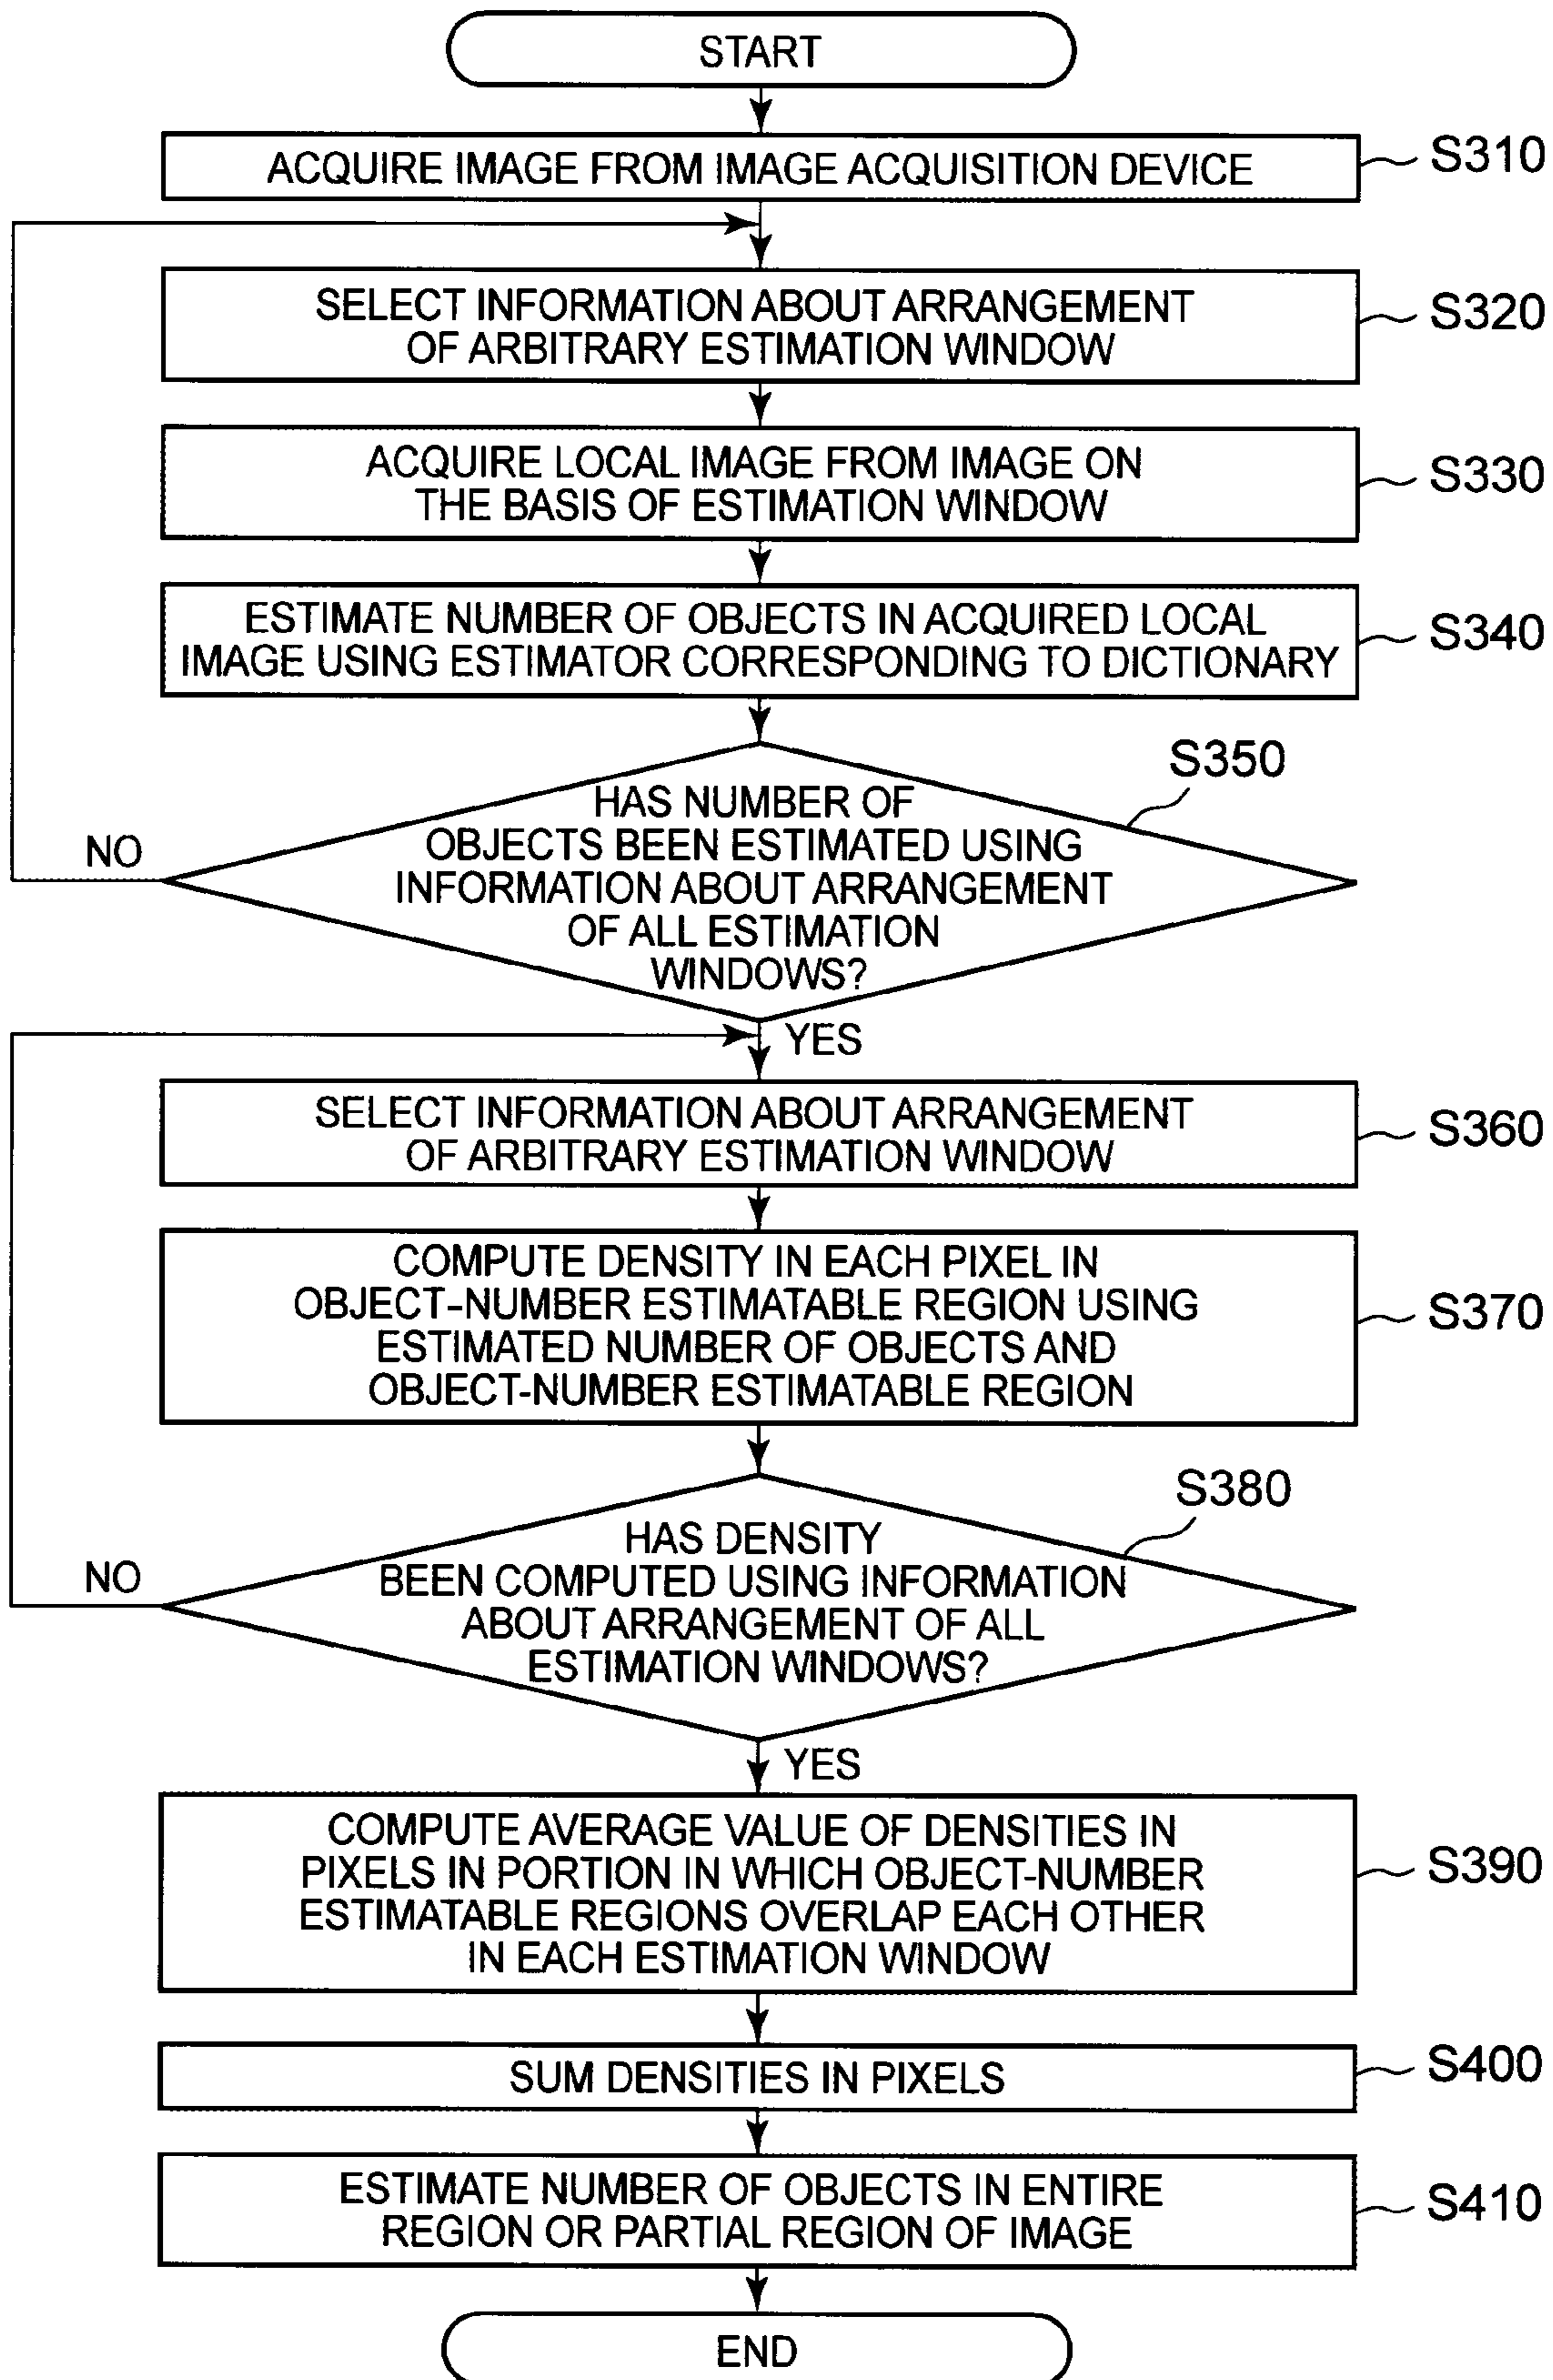 START
ACQUIRE IMAGE FROM IMAGE ACQUISITION DEVICE
S310
SELECT INFORMATION ABOUT ARRANGEMENT
OF ARBITRARY ESTIMATION WINDOW
S320
ACQUIRE LOCAL IMAGE FROM IMAGE ON
THE BASIS OF ESTIMATION WINDOW
S330
ESTIMATE NUMBER OF OBJECTS IN ACQUIRED LOCAL
IMAGE USING ESTIMATOR CORRESPONDING TO DICTIONARY
S340
S350
HAS NUMBER OF
OBJECTS BEEN ESTIMATED USING
INFORMATION ABOUT ARRANGEMENT
OF ALL ESTIMATION
WINDOWS?
NO
YES
SELECT INFORMATION ABOUT ARRANGEMENT
OF ARBITRARY ESTIMATION WINDOW
S360
COMPUTE DENSITY IN EACH PIXEL IN
OBJECT-NUMBER ESTIMATABLE REGION USING
ESTIMATED NUMBER OF OBJECTS AND
OBJECT-NUMBER ESTIMATABLE REGION
S370
S380
HAS DENSITY
BEEN COMPUTED USING INFORMATION
ABOUT ARRANGEMENT OF ALL
ESTIMATION WINDOWS?
NO
YES
COMPUTE AVERAGE VALUE OF DENSITIES IN
PIXELS IN PORTION IN WHICH OBJECT-NUMBER
ESTIMATABLE REGIONS OVERLAP EACH OTHER
IN EACH ESTIMATION WINDOW
S390
SUM DENSITIES IN PIXELS
S400
ESTIMATE NUMBER OF OBJECTS IN ENTIRE
REGION OR PARTIAL REGION OF IMAGE
S410
END